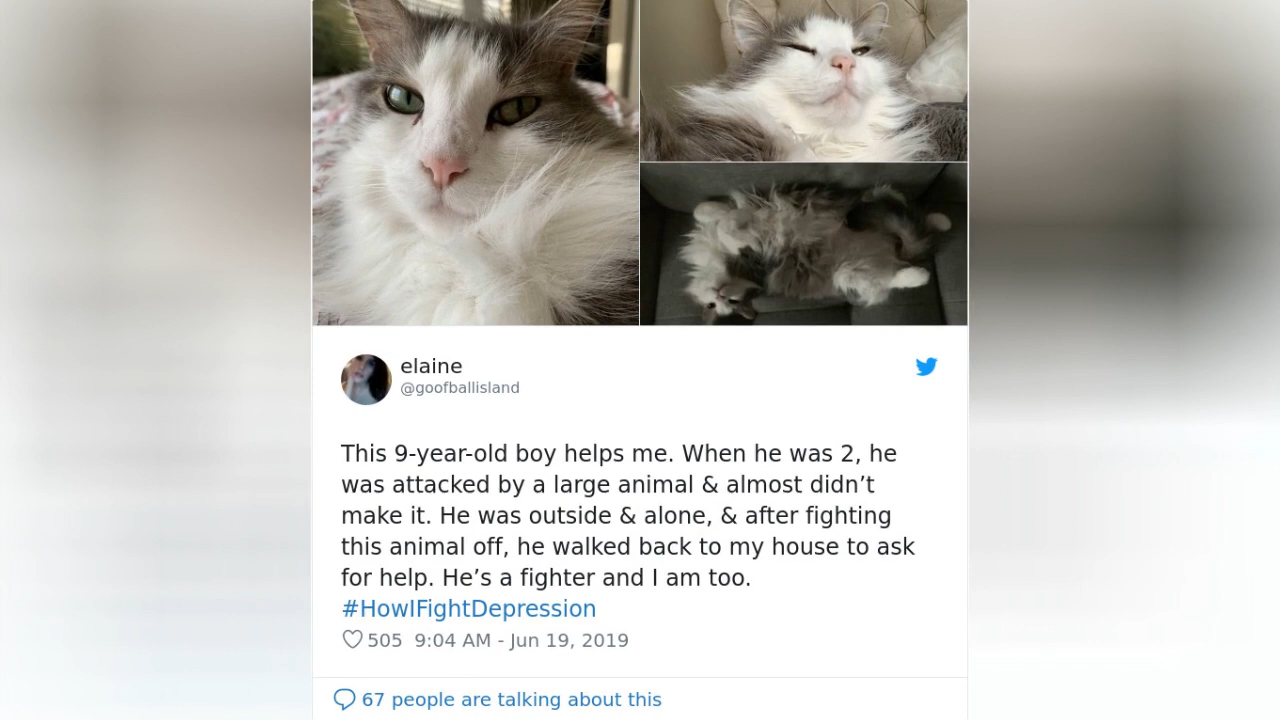 elaine
@goofballisland
This 9-year-old boy helps me. When he was 2, he
was attacked by a large animal & almost didn’t
make it. He was outside & alone, & after fighting
this animal off, he walked back to my house to ask
for help. He’s a fighter and I am too.
#HowIFightDepression
505 9:04 AM - Jun 19, 2019
67 people are talking about this